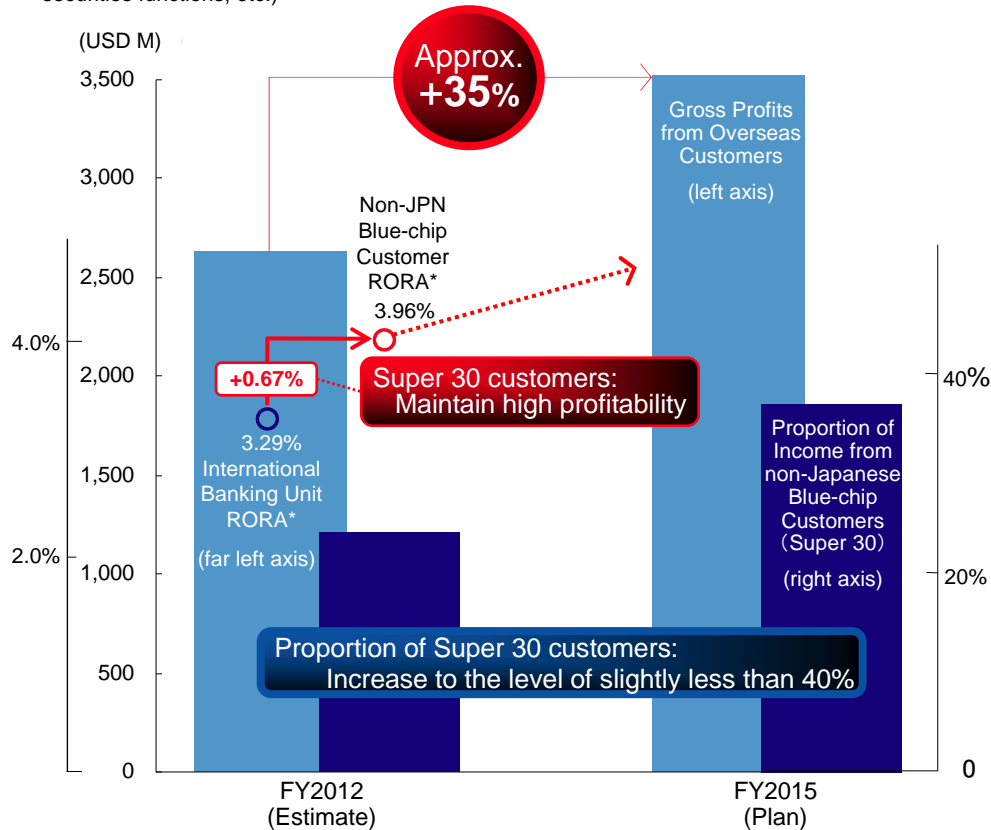 securities functions, etc.)
(USD M)
Approx.
+35%
3,500
3,000
2,500
2,000
1,500
1,000
500
0
4.0%
2.0%
40%
20%
0
Gross Profits
from Overseas
Customers
(left axis)
Non-JPN
Blue-chip
Customer
RORA*
3.96%
+0.67%
Super 30 customers:
Maintain high profitability
3.29%
International
Banking Unit
RORA*
(far left axis)
Proportion of
Income from
non-Japanese
Blue-chip
Customers
（Super 30）
(right axis)
Proportion of Super 30 customers:
Increase to the level of slightly less than 40%
FY2012
(Estimate)
FY2015
(Plan)